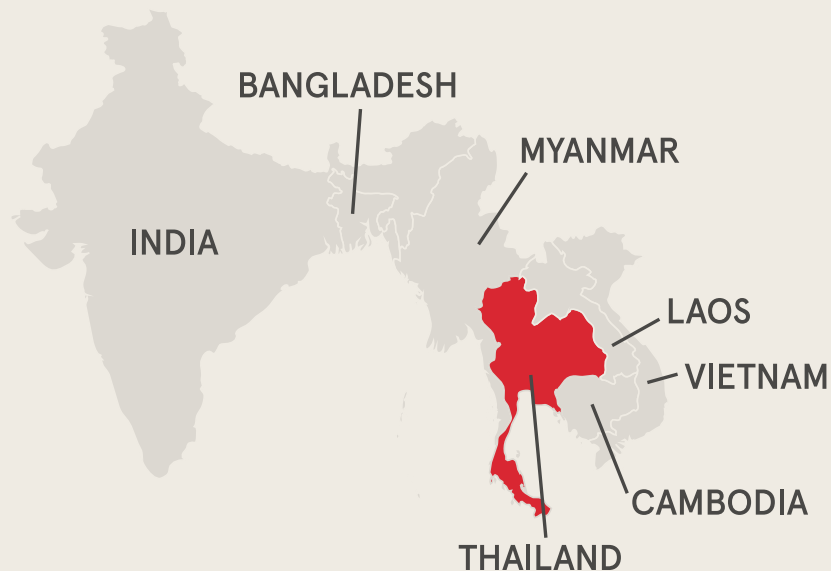 BANGLADESH
MYANMAR
INDIA
LAOS
VIETNAM
CAMBODIA
THAILAND